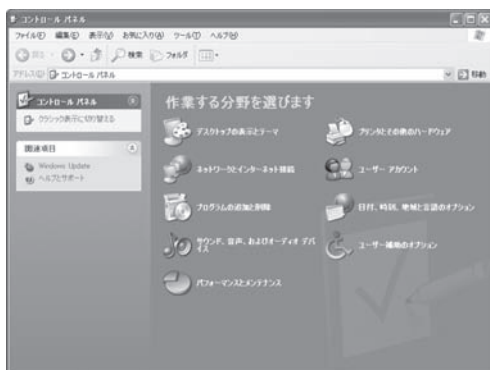 コントロール パネル
ファイル(F) 編集(E) 表示(V) お気に入り(A) ツール(T) ヘルプ(H)
戻る 検索 フォルダ
アドレス(D) コントロール パネル 移動
コントロール パネル
クラシック表示に切り替える
関連項目
Windows Update
ヘルプとサポート
作業する分野を選びます
デスクトップの表示とテーマ
プリンタとその他のハードウェア
ネットワークとインターネット接続
ユーザー アカウント
プログラムの追加と削除
日付、時刻、地域と言語のオプション
サウンド、音声、およびオーディオ デバ
イス
ユーザー補助のオプション
パフォーマンスとメンテナンス